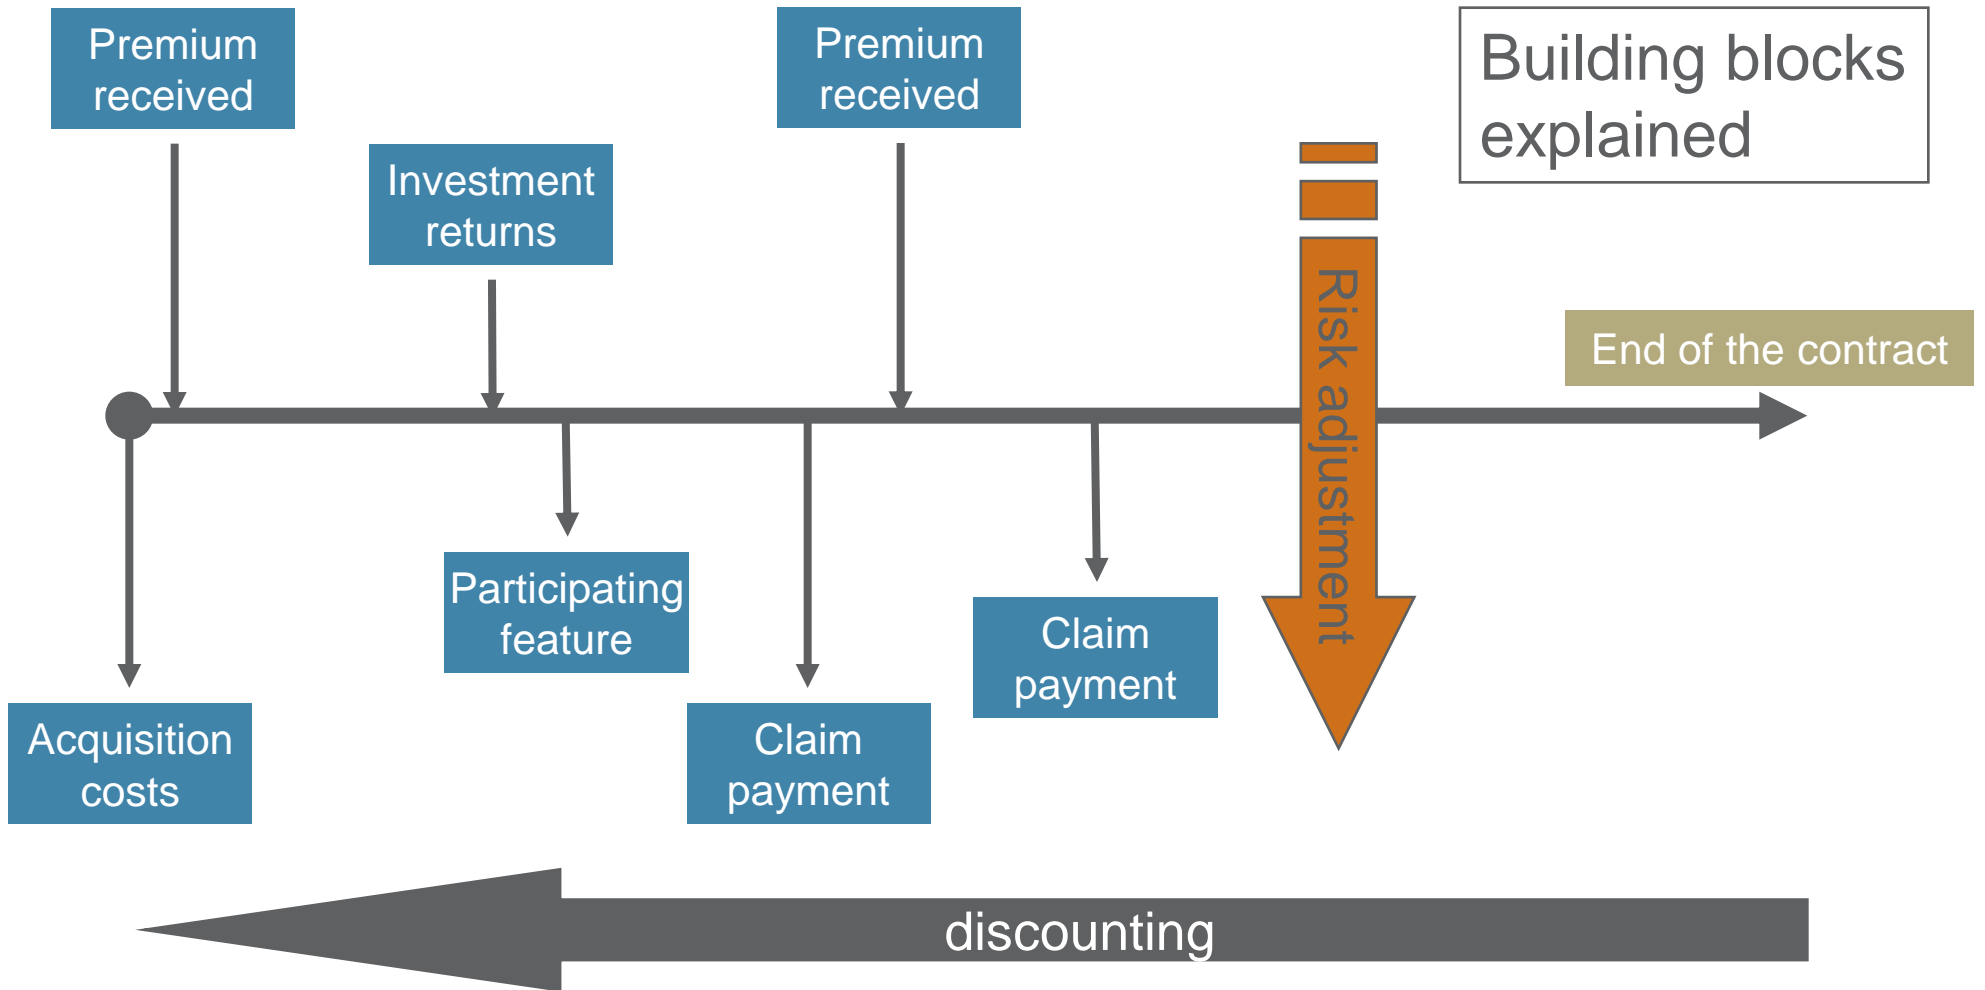 Premium
received
Premium
received
Building blocks
explained
Investment
returns
Risk adjustment
End of the contract
Participating
feature
Claim
payment
Acquisition
costs
Claim
payment
discounting